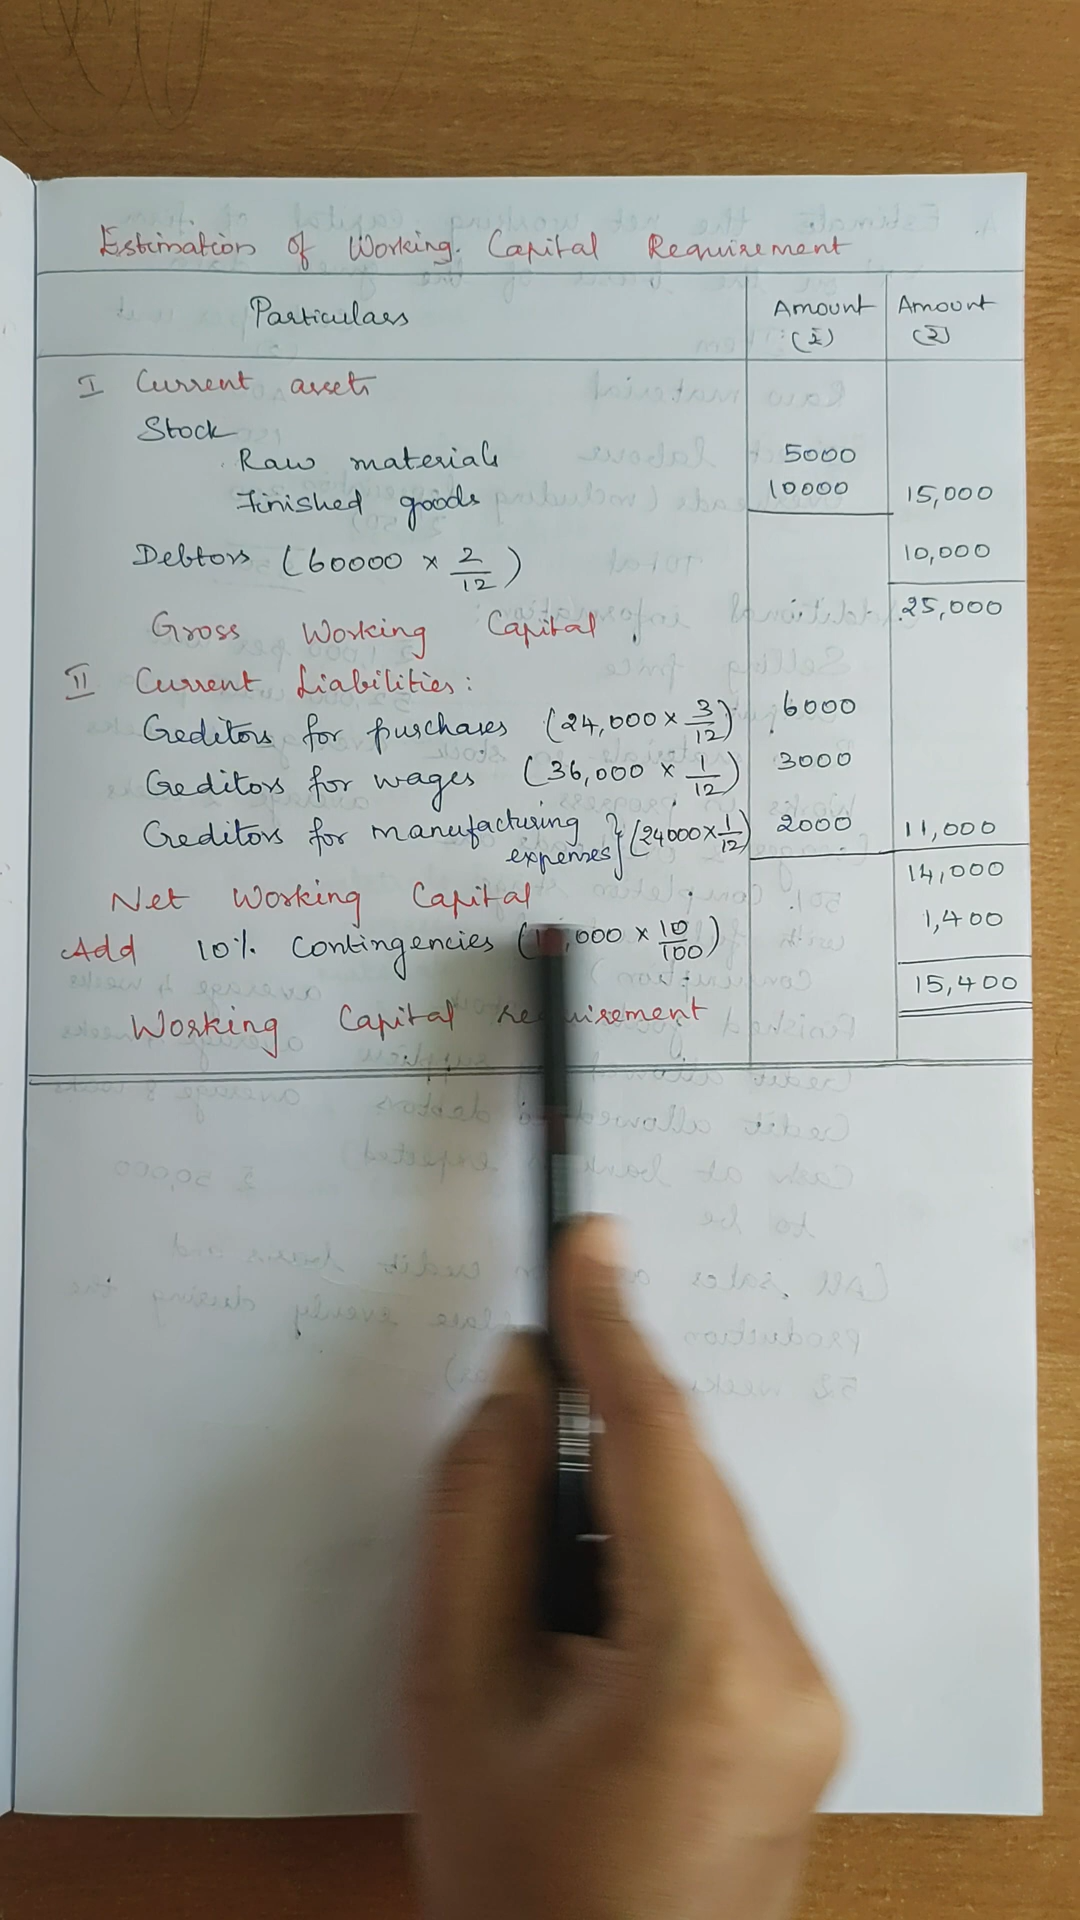 Estimation of Working Capital Requirement
Particulars Amount (₹) Amount (₹)
I Current assets
Stock
Raw materials 5000
Finished goods 10000 15,000
Debtors (60000 × 2/12) 10,000
Gross Working Capital 25,000
II Current Liabilities:
Creditors for purchases (24,000 × 3/12) 6000
Creditors for wages (36,000 × 1/12) 3000
Creditors for manufacturing expenses } (24000 × 1/12) 2000 11,000
Net Working Capital 14,000
Add 10% Contingencies ( ,000 × 10/100) 1,400
Working Capital requirement 15,400